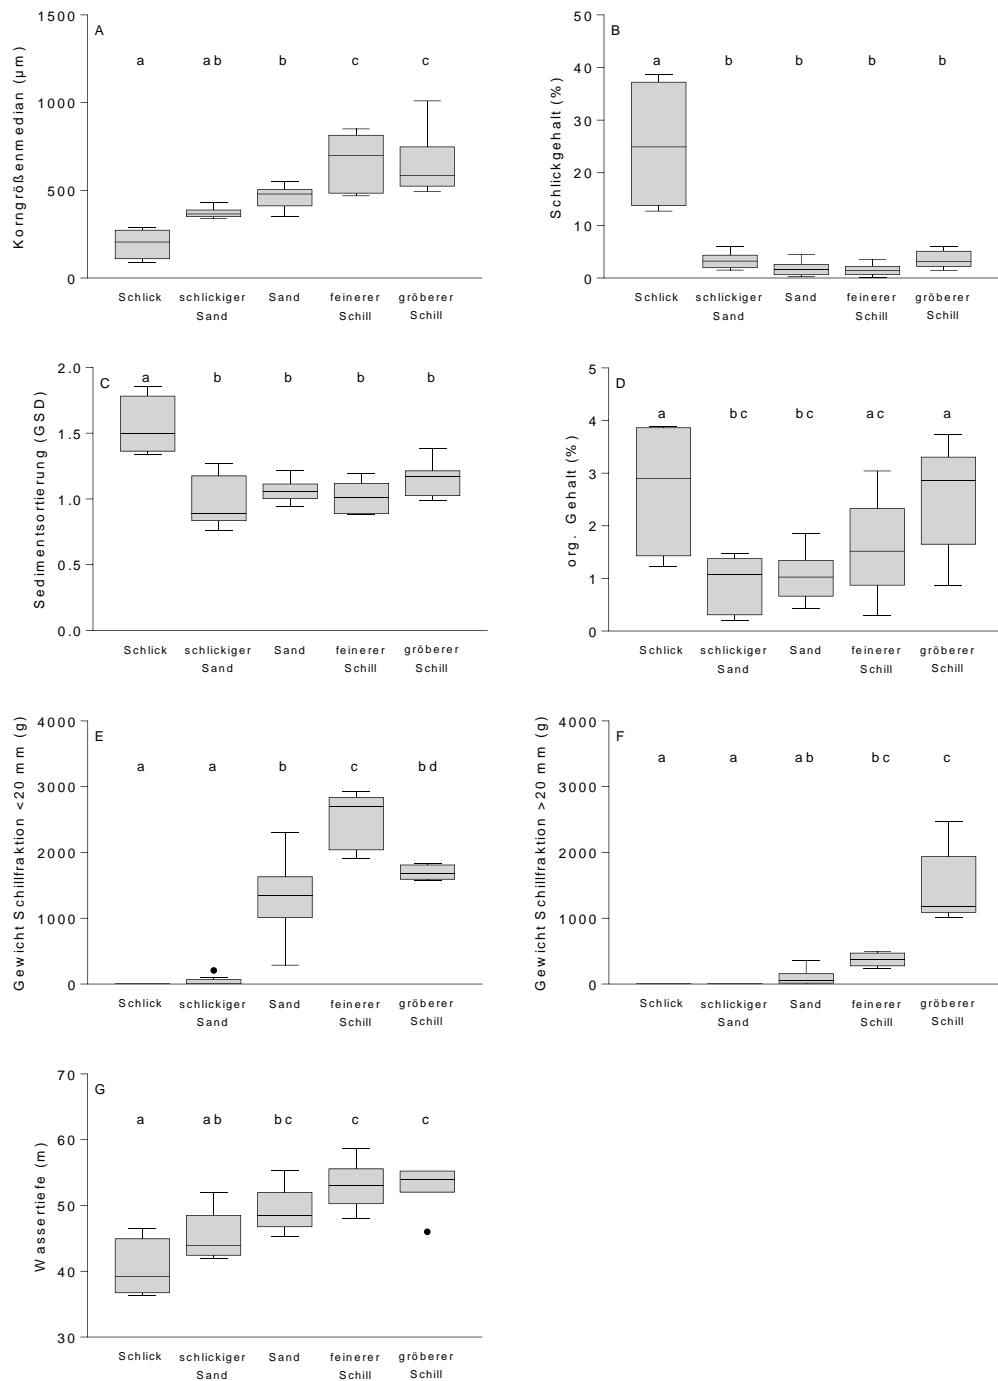 A
Korngrößenmedian (µm)
1500
1000
500
0
a
ab
b
c
c
Schlick
schlickiger
Sand
Sand
feinerer
Schill
gröberer
Schill
B
Schlickgehalt (%)
50
40
30
20
10
0
a
b
b
b
b
Schlick
schlickiger
Sand
Sand
feinerer
Schill
gröberer
Schill
C
Sedimentsortierung (GSD)
2.0
1.5
1.0
0.5
0.0
a
b
b
b
b
Schlick
schlickiger
Sand
Sand
feinerer
Schill
gröberer
Schill
D
org. Gehalt (%)
5
4
3
2
1
0
a
bc
bc
ac
a
Schlick
schlickiger
Sand
Sand
feinerer
Schill
gröberer
Schill
E
Gewicht Schillfraktion <20 mm (g)
4000
3000
2000
1000
0
a
a
b
c
bd
Schlick
schlickiger
Sand
Sand
feinerer
Schill
gröberer
Schill
F
Gewicht Schillfraktion >20 mm (g)
4000
3000
2000
1000
0
a
a
ab
bc
c
Schlick
schlickiger
Sand
Sand
feinerer
Schill
gröberer
Schill
G
Wassertiefe (m)
70
60
50
40
30
a
ab
bc
c
c
Schlick
schlickiger
Sand
Sand
feinerer
Schill
gröberer
Schill